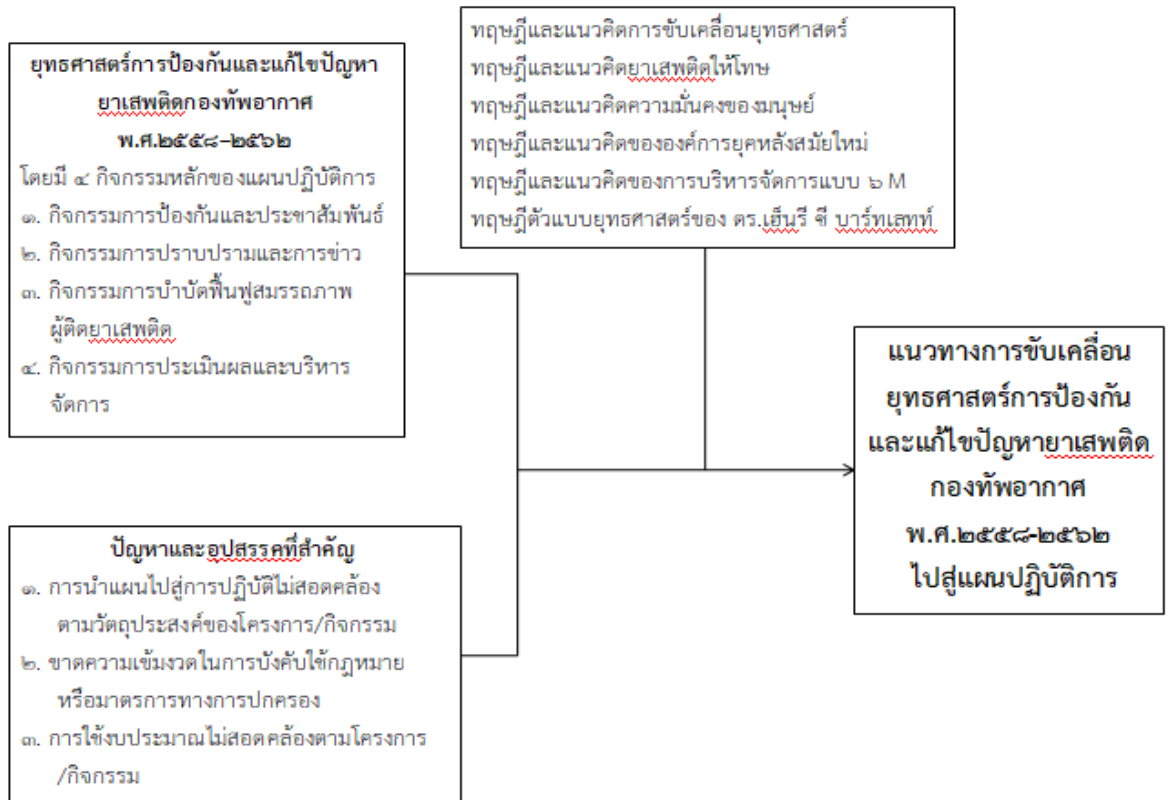 ยุทธศาสตร์การป้องกันและแก้ไขปัญหา
ยาเสพติดกองทัพอากาศ
พ.ศ.๒๕๕๘-๒๕๖๒
โดยมี ๔ กิจกรรมหลักของแผนปฏิบัติการ
๑. กิจกรรมการป้องกันและประชาสัมพันธ์
๒. กิจกรรมการปราบปรามและการข่าว
๓. กิจกรรมการบำบัดฟื้นฟูสมรรถภาพ
ผู้ติดยาเสพติด
๔. กิจกรรมการประเมินผลและบริหาร
จัดการ
ทฤษฎีและแนวคิดการขับเคลื่อนยุทธศาสตร์
ทฤษฎีและแนวคิดยาเสพติดให้โทษ
ทฤษฎีและแนวคิดความมั่นคงของมนุษย์
ทฤษฎีและแนวคิดขององค์การยุคหลังสมัยใหม่
ทฤษฎีและแนวคิดของการบริหารจัดการแบบ ๖ M
ทฤษฎีตัวแบบยุทธศาสตร์ของ ดร.เฮ็นรี ซี บาร์ทเลทท์
ปัญหาและอุปสรรคที่สำคัญ
๑. การนำแผนไปสู่การปฏิบัติไม่สอดคล้อง
ตามวัตถุประสงค์ของโครงการ/กิจกรรม
๒. ขาดความเข้มงวดในการบังคับใช้กฎหมาย
หรือมาตรการทางการปกครอง
๓. การใช้งบประมาณไม่สอดคล้องตามโครงการ
/กิจกรรม
แนวทางการขับเคลื่อน
ยุทธศาสตร์การป้องกัน
และแก้ไขปัญหายาเสพติด
กองทัพอากาศ
พ.ศ.๒๕๕๘-๒๕๖๒
ไปสู่แผนปฏิบัติการ